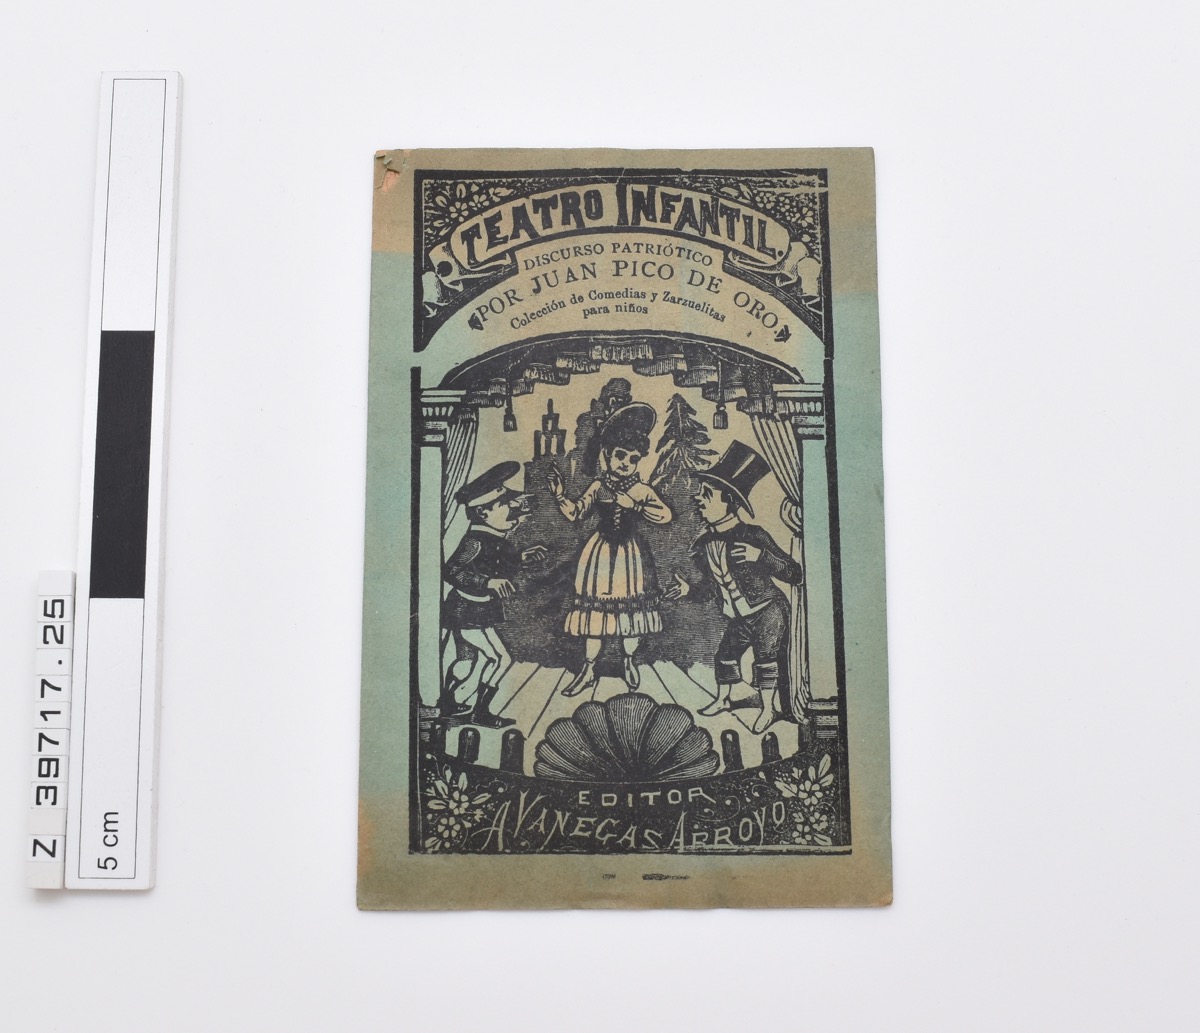 TEATRO INFANTIL.
DISCURSO PATRIÓTICO
POR JUAN PICO DE ORO.
Colección de Comedias y Zarzuelitas
para niños
EDITOR
A. VANEGAS ARROYO
5 cm
Z 39717.25